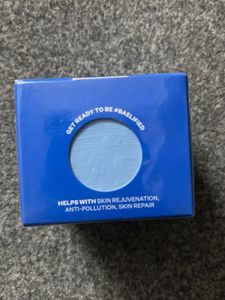 GET READY TO BE #BAELIFIED
HELPS WITH SKIN REJUVENATION,
ANTI-POLLUTION, SKIN REPAIR